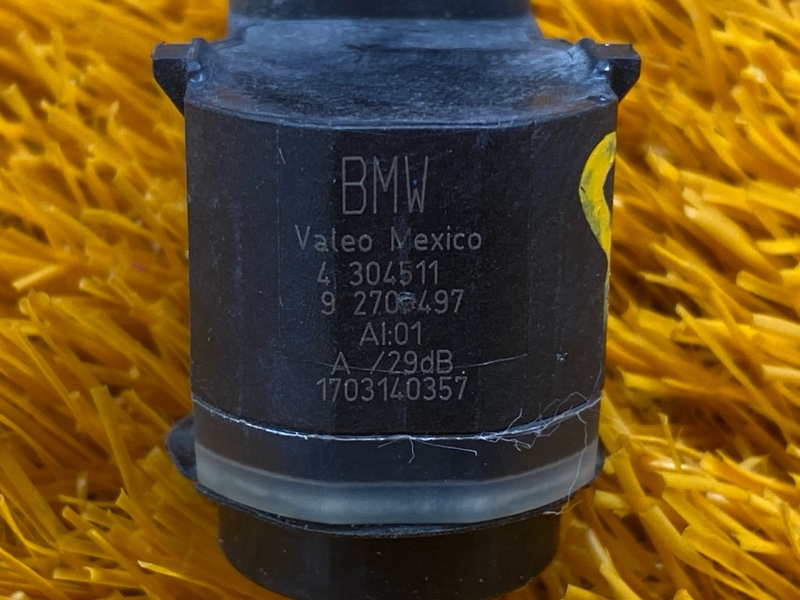 BMW
Valeo Mexico
4 304511
9
AI:01
A /29dB
1703140357